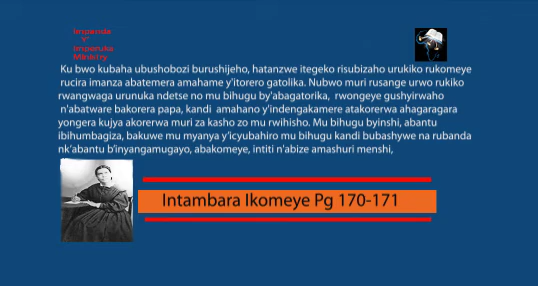 Impanda
Y'
Imperuka
Ministry
Ku bwo kubaha ubushobozi burushijeho, hatanzwe itegeko risubizaho urukiko rukomeye
rucira imanza abatemera amahame y'itorero gatolika. Nubwo muri rusange urwo rukiko
rwangwaga urunuka ndetse no mu bihugu by'abagatorika, rwongeye gushyirwaho
n'abatware bakorera papa, kandi amahano y'indengakamere atakorerwa ahagaragara
yongera kujya akorerwa muri za kasho zo mu rwihisho. Mu bihugu byinshi, abantu
ibihumbagiza, bakuwe mu myanya y'icyubahiro mu bihugu kandi bubashywe na rubanda
nk'abantu b'inyangamugayo, abakomeye, intiti n'abize amashuri menshi,
Intambara Ikomeye Pg 170-171